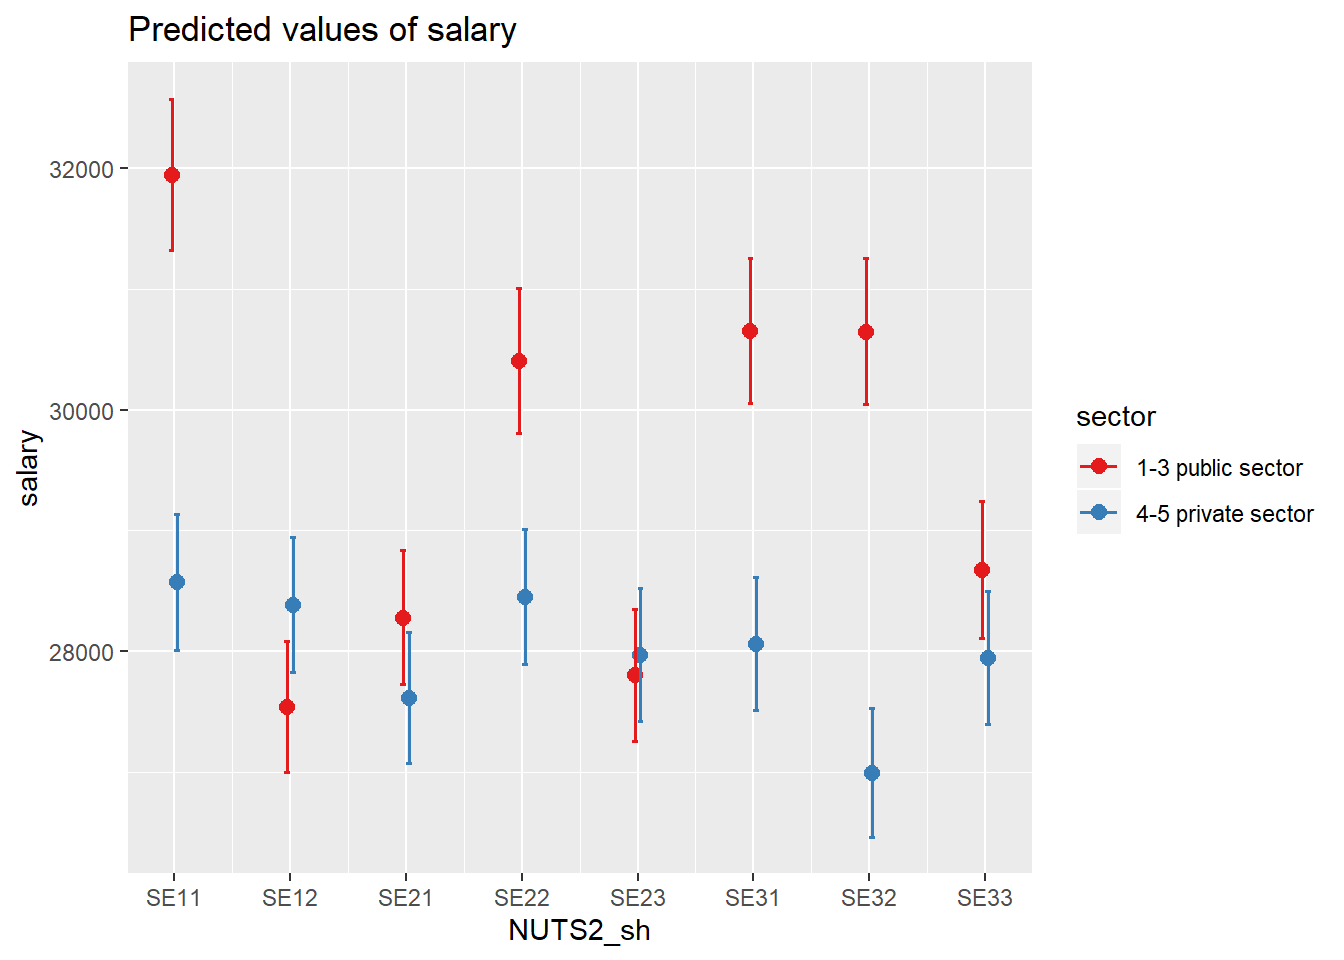 Predicted values of salary
32000
30000
28000
salary
SE11 SE12 SE21 SE22 SE23 SE31 SE32 SE33
NUTS2_sh
sector
1-3 public sector
4-5 private sector